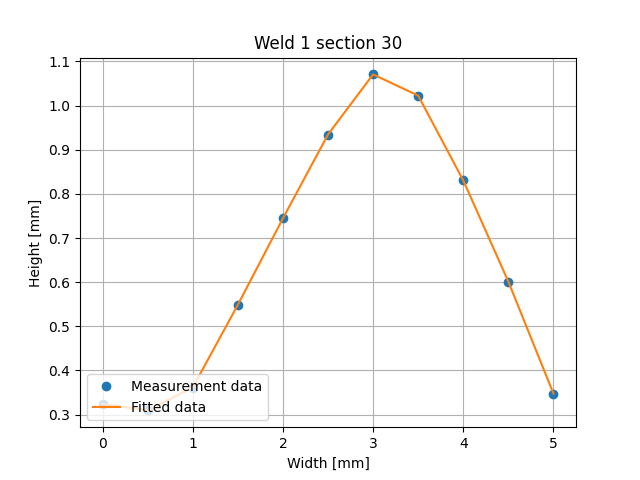 Weld 1 section 30
Height [mm]
1.1
1.0
0.9
0.8
0.7
0.6
0.5
0.4
0.3
Measurement data
Fitted data
0 1 2 3 4 5
Width [mm]